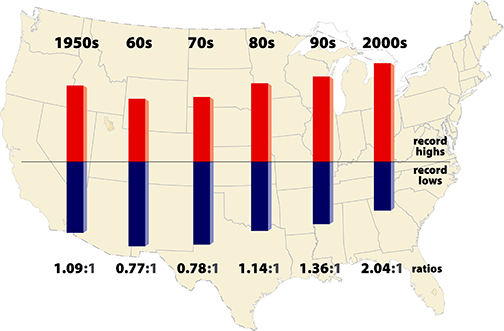 1950s 60s 70s 80s 90s 2000s
record
highs
record
lows
1.09:1 0.77:1 0.78:1 1.14:1 1.36:1 2.04:1 ratios